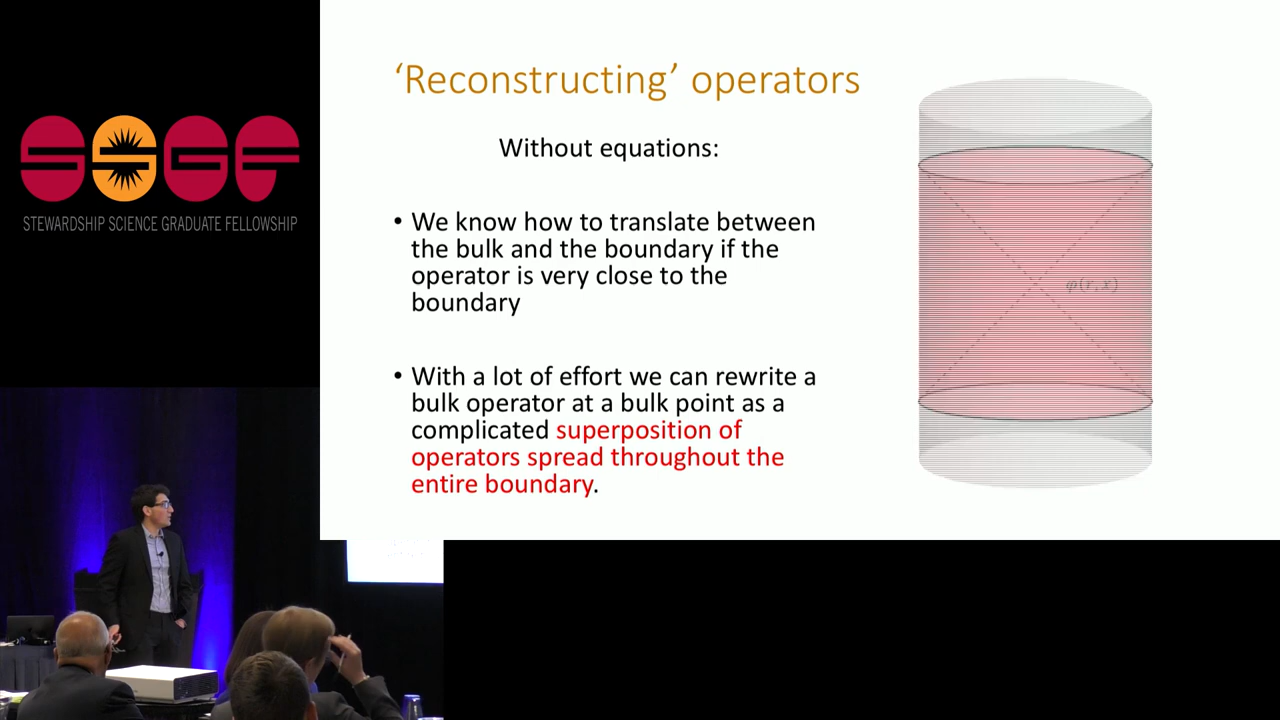 SSGF
STEWARDSHIP SCIENCE GRADUATE FELLOWSHIP
‘Reconstructing’ operators
Without equations:
• We know how to translate between
the bulk and the boundary if the
operator is very close to the
boundary
• With a lot of effort we can rewrite a
bulk operator at a bulk point as a
complicated superposition of
operators spread throughout the
entire boundary.
φ(r, x)